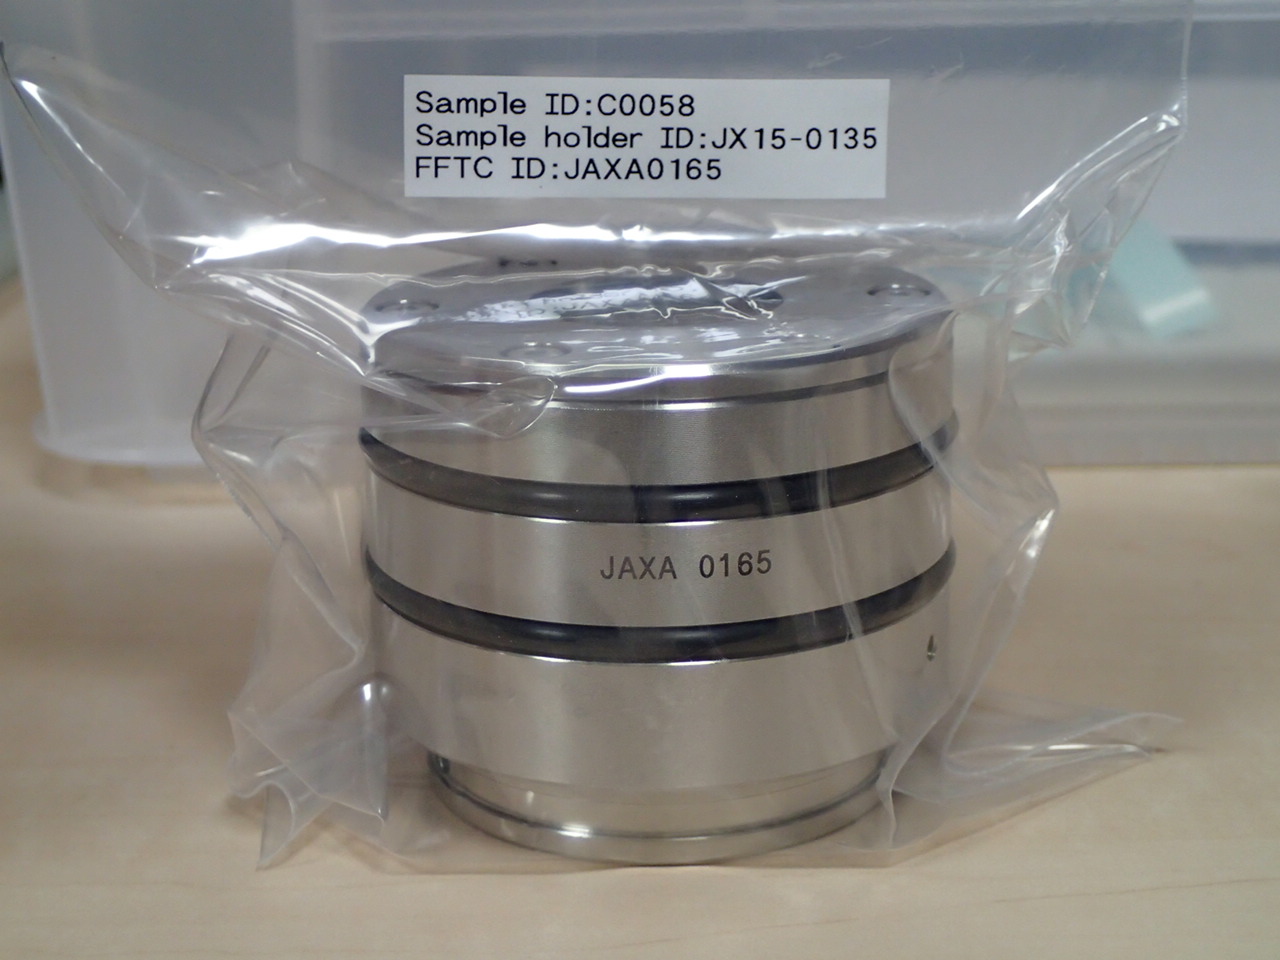 Sample ID:C0058
Sample holder ID:JX15-0135
FFTC ID:JAXA0165
JAXA 0165